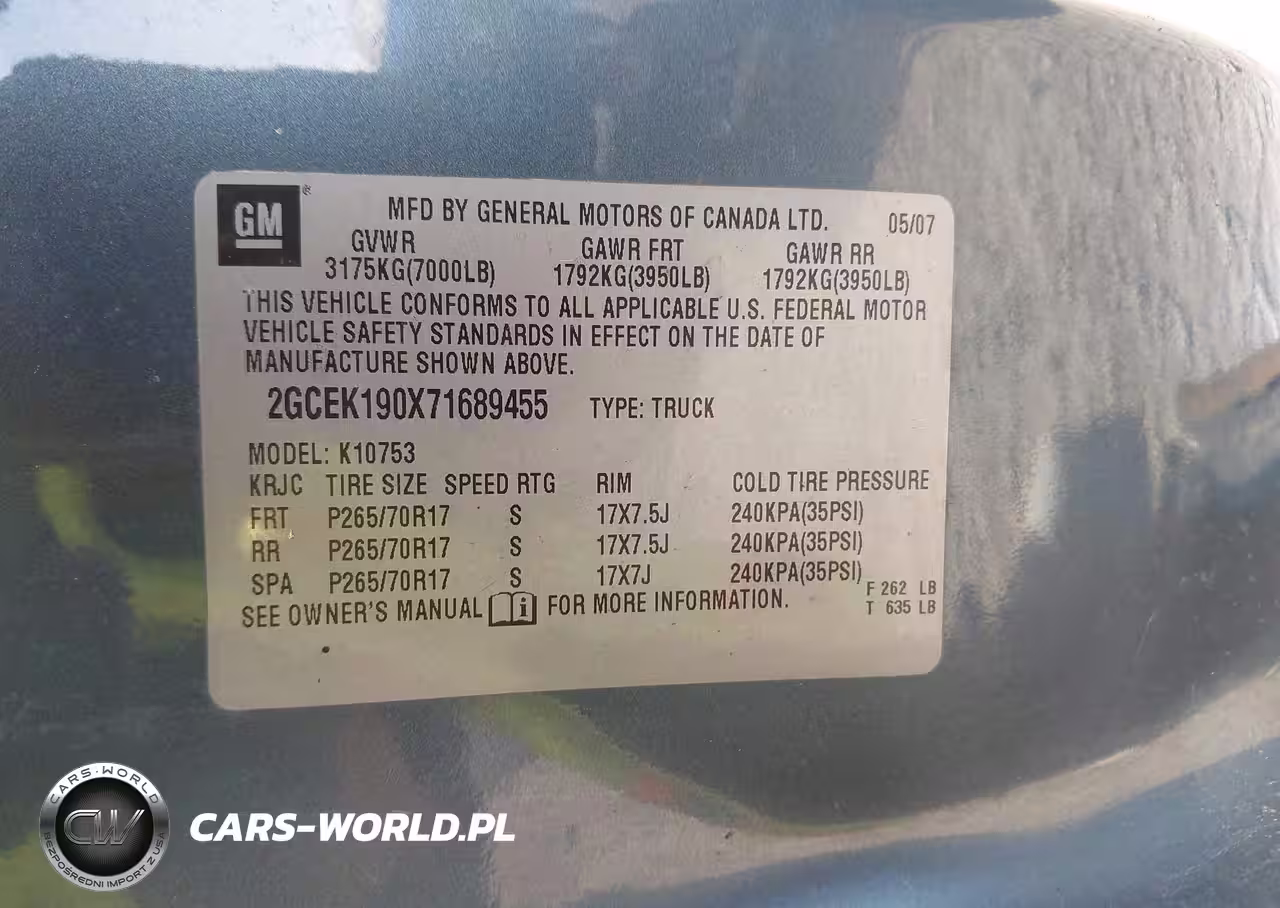 GM®
MFD BY GENERAL MOTORS OF CANADA LTD. 05/07
GVWR GAWR FRT GAWR RR
3175KG(7000LB) 1792KG(3950LB) 1792KG(3950LB)
THIS VEHICLE CONFORMS TO ALL APPLICABLE U.S. FEDERAL MOTOR
VEHICLE SAFETY STANDARDS IN EFFECT ON THE DATE OF
MANUFACTURE SHOWN ABOVE.
2GCEK190X71689455 TYPE: TRUCK
MODEL: K10753
KRJC TIRE SIZE SPEED RTG RIM COLD TIRE PRESSURE
FRT P265/70R17 S 17X7.5J 240KPA(35PSI)
RR P265/70R17 S 17X7.5J 240KPA(35PSI)
SPA P265/70R17 S 17X7J 240KPA(35PSI)
F 262 LB
T 635 LB
SEE OWNER'S MANUAL i FOR MORE INFORMATION.
CARS-WORLD
CW
BEZPOŚREDNI IMPORT Z USA
CARS-WORLD.PL